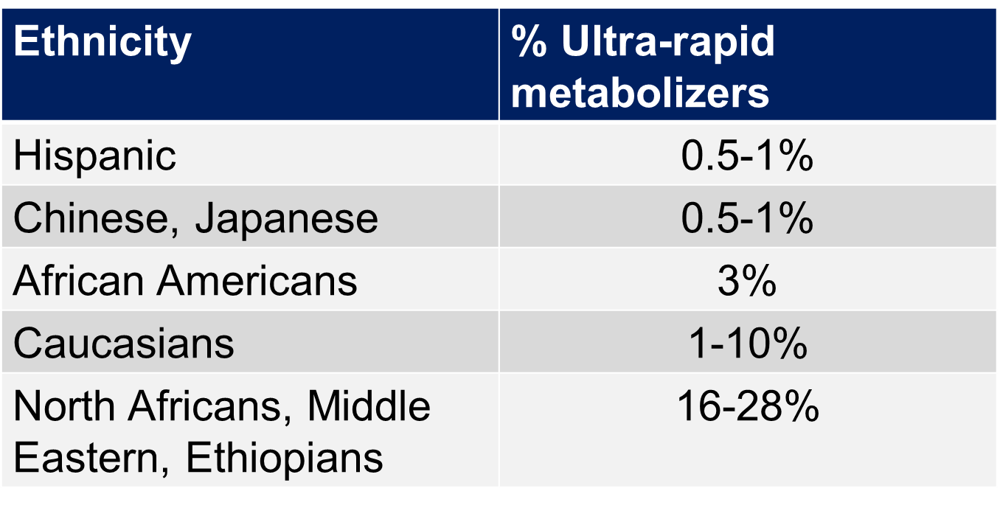 Ethnicity
% Ultra-rapid
metabolizers
Hispanic
0.5-1%
Chinese, Japanese
0.5-1%
African Americans
3%
Caucasians
1-10%
North Africans, Middle
Eastern, Ethiopians
16-28%